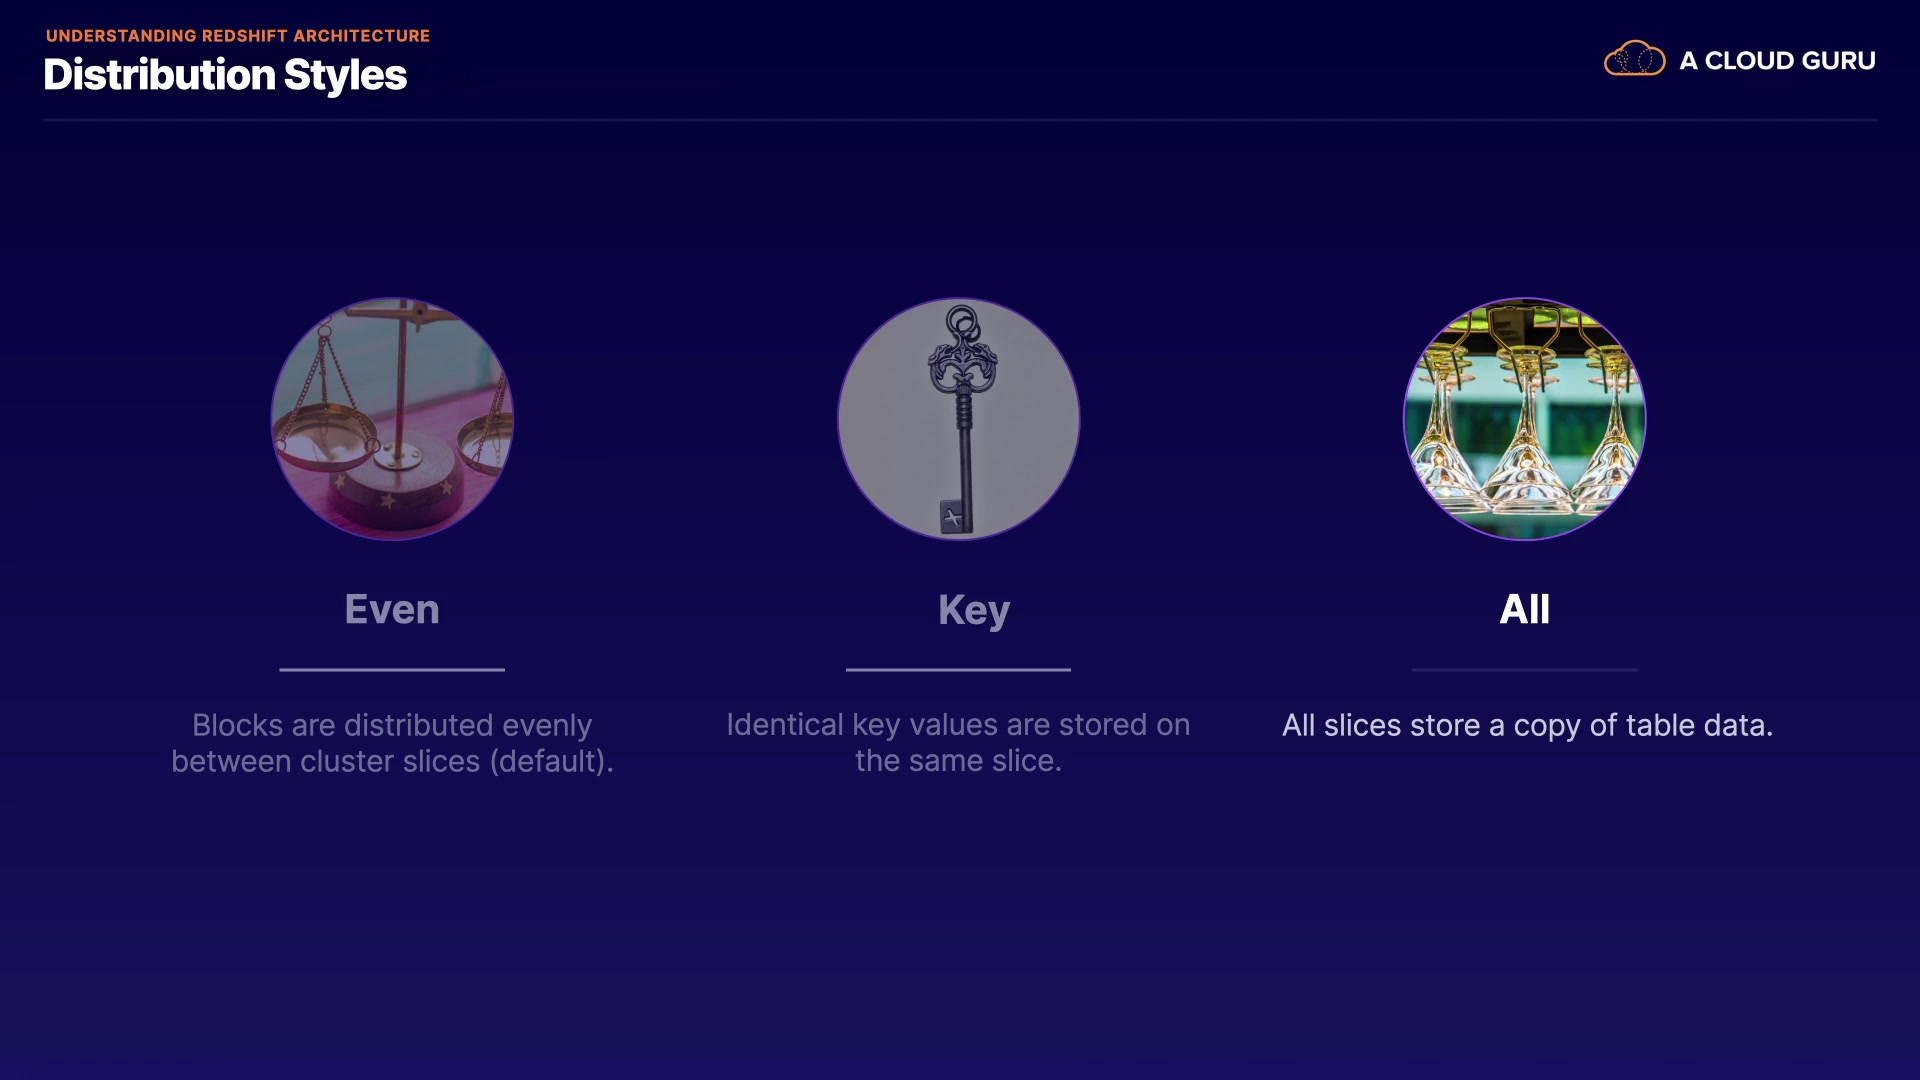 UNDERSTANDING REDSHIFT ARCHITECTURE
Distribution Styles
A CLOUD GURU
Even
Blocks are distributed evenly
between cluster slices (default).
Key
Identical key values are stored on
the same slice.
All
All slices store a copy of table data.